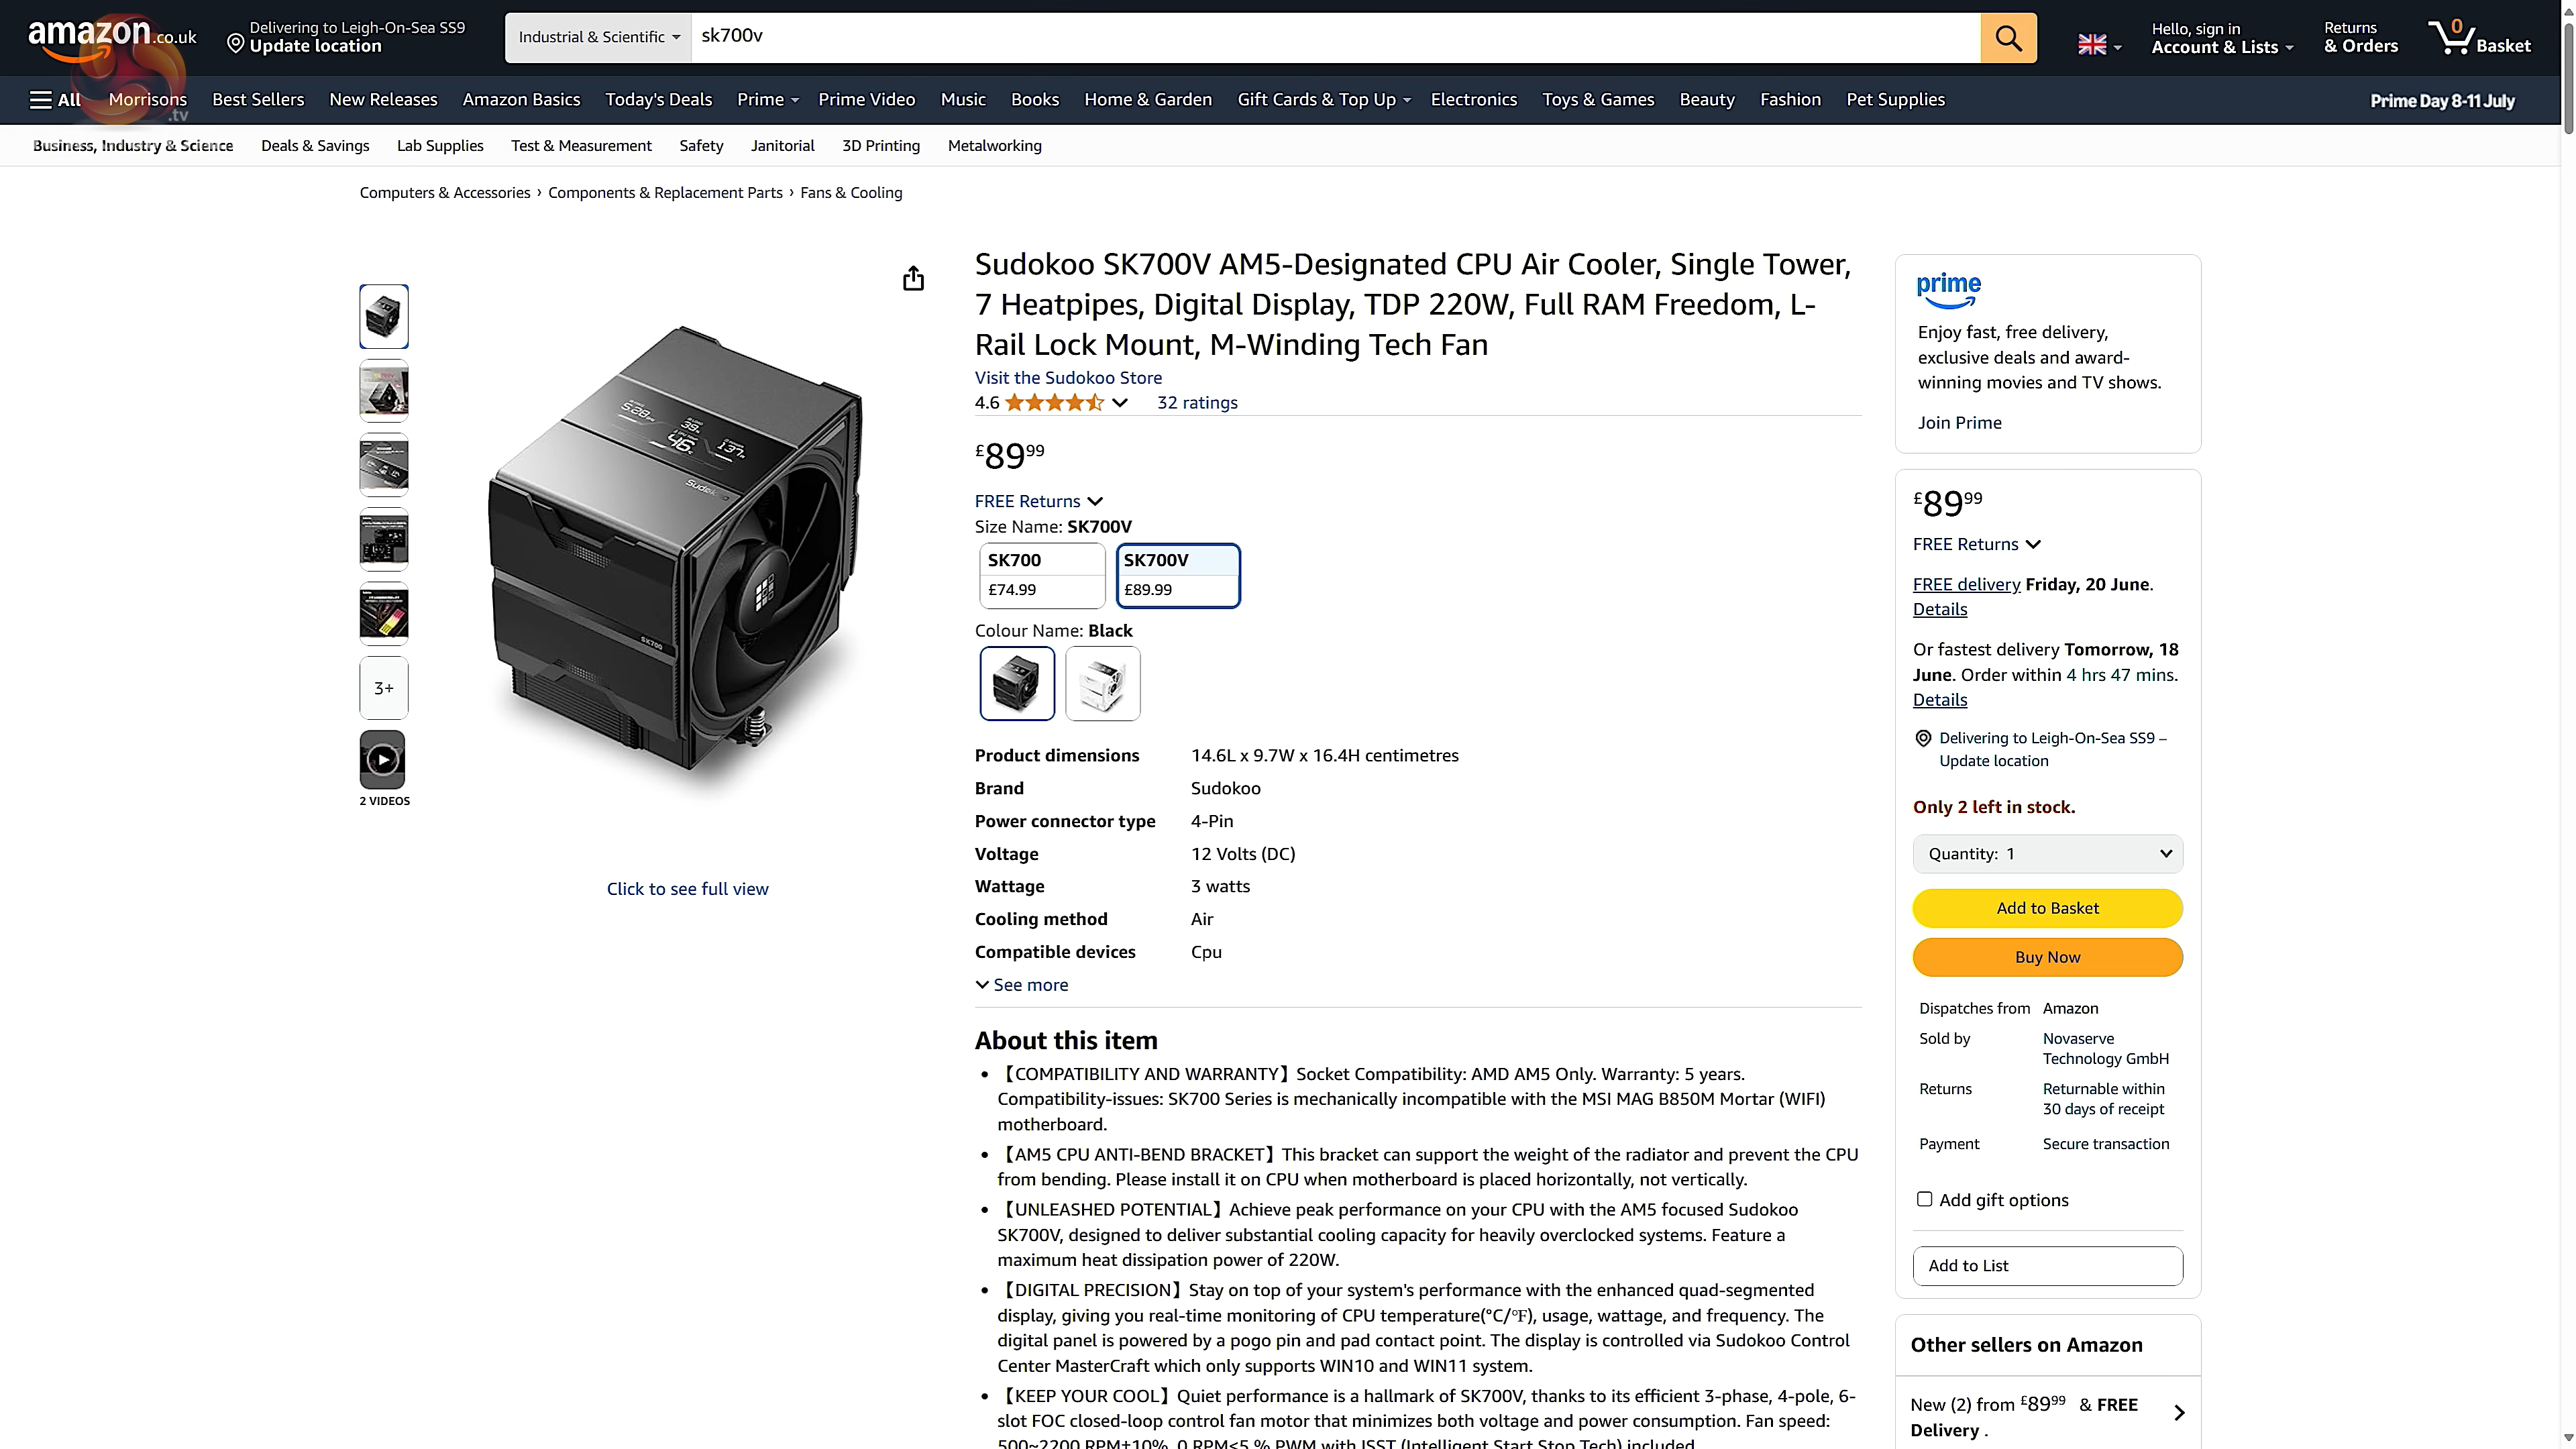 amazon.co.uk
Delivering to Leigh-On-Sea SS9
Update location
Industrial & Scientific
sk700v
Hello, sign in
Account & Lists
Returns
& Orders
0
Basket
All
Morrisons
Best Sellers
New Releases
Amazon Basics
Today's Deals
Prime
Prime Video
Music
Books
Home & Garden
Gift Cards & Top Up
Electronics
Toys & Games
Beauty
Fashion
Pet Supplies
Prime Day 8-11 July
.tv
Business, Industry & Science
Deals & Savings
Lab Supplies
Test & Measurement
Safety
Janitorial
3D Printing
Metalworking
Computers & Accessories › Components & Replacement Parts › Fans & Cooling
3+
2 VIDEOS
SK700
Click to see full view
Sudokoo SK700V AM5-Designated CPU Air Cooler, Single Tower,
7 Heatpipes, Digital Display, TDP 220W, Full RAM Freedom, L-
Rail Lock Mount, M-Winding Tech Fan
Visit the Sudokoo Store
4.6
32 ratings
£89.99
FREE Returns
Size Name: SK700V
SK700
£74.99
SK700V
£89.99
Colour Name: Black
Product dimensions 14.6L x 9.7W x 16.4H centimetres
Brand Sudokoo
Power connector type 4-Pin
Voltage 12 Volts (DC)
Wattage 3 watts
Cooling method Air
Compatible devices Cpu
See more
About this item
• 【COMPATIBILITY AND WARRANTY】Socket Compatibility: AMD AM5 Only. Warranty: 5 years.
Compatibility-issues: SK700 Series is mechanically incompatible with the MSI MAG B850M Mortar (WIFI)
motherboard.
• 【AM5 CPU ANTI-BEND BRACKET】This bracket can support the weight of the radiator and prevent the CPU
from bending. Please install it on CPU when motherboard is placed horizontally, not vertically.
• 【UNLEASHED POTENTIAL】Achieve peak performance on your CPU with the AM5 focused Sudokoo
SK700V, designed to deliver substantial cooling capacity for heavily overclocked systems. Feature a
maximum heat dissipation power of 220W.
• 【DIGITAL PRECISION】Stay on top of your system's performance with the enhanced quad-segmented
display, giving you real-time monitoring of CPU temperature(°C/°F), usage, wattage, and frequency. The
digital panel is powered by a pogo pin and pad contact point. The display is controlled via Sudokoo Control
Center MasterCraft which only supports WIN10 and WIN11 system.
• 【KEEP YOUR COOL】Quiet performance is a hallmark of SK700V, thanks to its efficient 3-phase, 4-pole, 6-
slot FOC closed-loop control fan motor that minimizes both voltage and power consumption. Fan speed:
500~2200 RPM±10%, 0 RPM≤5 % PWM with ISST (Intelligent Start Stop Tech) included.
prime
Enjoy fast, free delivery,
exclusive deals and award-
winning movies and TV shows.
Join Prime
£89.99
FREE Returns
FREE delivery Friday, 20 June.
Details
Or fastest delivery Tomorrow, 18
June. Order within 4 hrs 47 mins.
Details
Delivering to Leigh-On-Sea SS9 –
Update location
Only 2 left in stock.
Quantity: 1
Add to Basket
Buy Now
Dispatches from Amazon
Sold by Novaserve
Technology GmbH
Returns Returnable within
30 days of receipt
Payment Secure transaction
Add gift options
Add to List
Other sellers on Amazon
New (2) from £89.99 & FREE
Delivery .